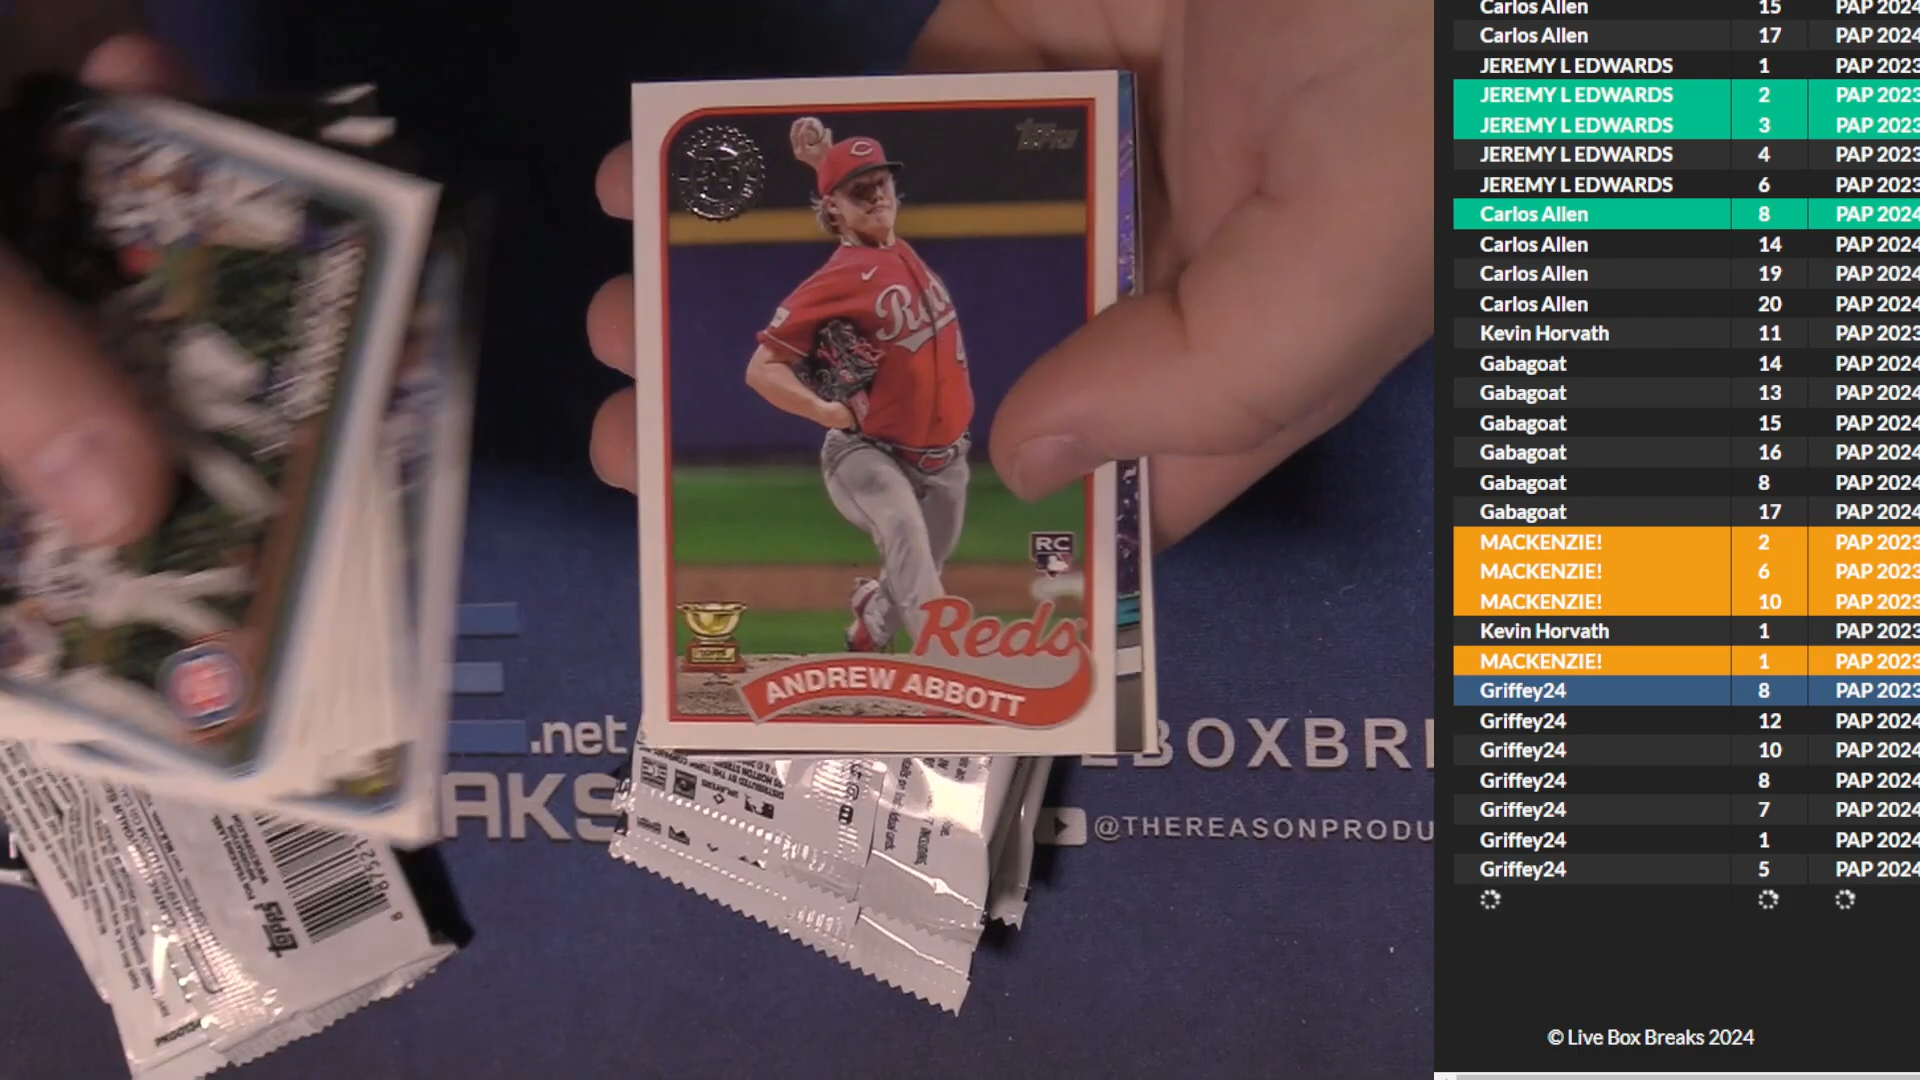 Topps
Reds
RC
Reds
ANDREW ABBOTT
TOPPS
.net
AKS
BOXBR
@THEREASONPRODU
Topps
Carlos Allen 15 PAP 2024
Carlos Allen 17 PAP 2024
JEREMY L EDWARDS 1 PAP 2023
JEREMY L EDWARDS 2 PAP 2023
JEREMY L EDWARDS 3 PAP 2023
JEREMY L EDWARDS 4 PAP 2023
JEREMY L EDWARDS 6 PAP 2023
Carlos Allen 8 PAP 2024
Carlos Allen 14 PAP 2024
Carlos Allen 19 PAP 2024
Carlos Allen 20 PAP 2024
Kevin Horvath 11 PAP 2023
Gabagoat 14 PAP 2024
Gabagoat 13 PAP 2024
Gabagoat 15 PAP 2024
Gabagoat 16 PAP 2024
Gabagoat 8 PAP 2024
Gabagoat 17 PAP 2024
MACKENZIE! 2 PAP 2023
MACKENZIE! 6 PAP 2023
MACKENZIE! 10 PAP 2023
Kevin Horvath 1 PAP 2023
MACKENZIE! 1 PAP 2023
Griffey24 8 PAP 2023
Griffey24 12 PAP 2024
Griffey24 10 PAP 2024
Griffey24 8 PAP 2024
Griffey24 7 PAP 2024
Griffey24 1 PAP 2024
Griffey24 5 PAP 2024
© Live Box Breaks 2024